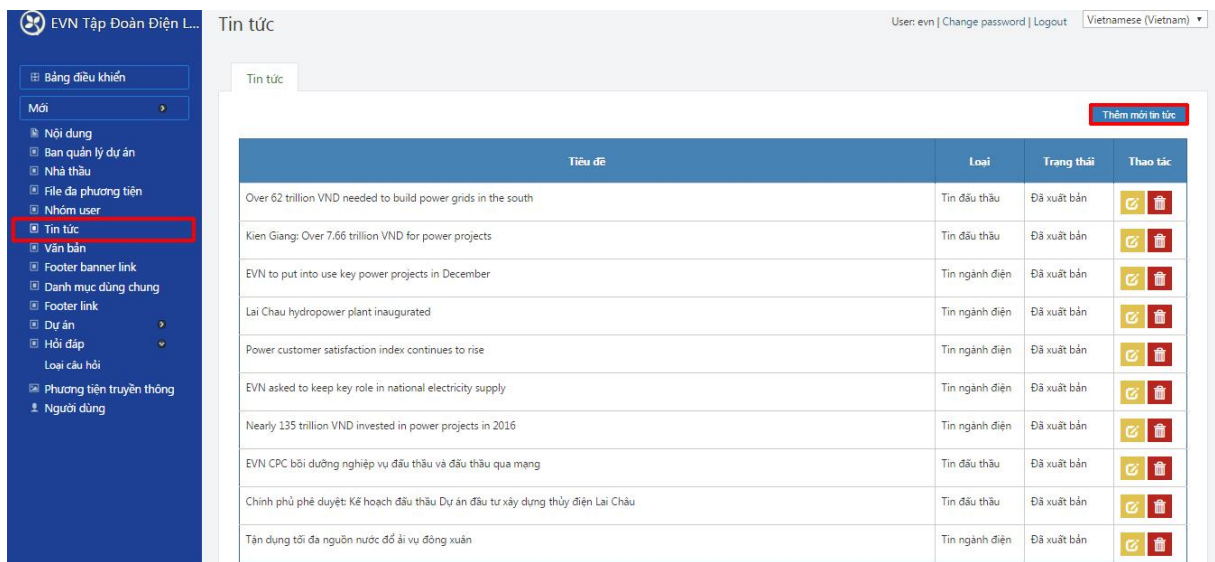 EVN Tập Đoàn Điện L...
Tin tức
User: evn | Change password | Logout
Vietnamese (Vietnam)
Bảng điều khiển
Mới
Nội dung
Ban quản lý dự án
Nhà thầu
File đa phương tiện
Nhóm user
Tin tức
Văn bản
Footer banner link
Danh mục dùng chung
Footer link
Dự án
Hỏi đáp
Loại câu hỏi
Phương tiện truyền thông
Người dùng
Tin tức
Thêm mới tin tức
Tiêu đề Loại Trạng thái Thao tác
Over 62 trillion VND needed to build power grids in the south Tin đấu thầu Đã xuất bản
Kien Giang: Over 7.66 trillion VND for power projects Tin đấu thầu Đã xuất bản
EVN to put into use key power projects in December Tin ngành điện Đã xuất bản
Lai Chau hydropower plant inaugurated Tin ngành điện Đã xuất bản
Power customer satisfaction index continues to rise Tin ngành điện Đã xuất bản
EVN asked to keep key role in national electricity supply Tin ngành điện Đã xuất bản
Nearly 135 trillion VND invested in power projects in 2016 Tin ngành điện Đã xuất bản
EVN CPC bồi dưỡng nghiệp vụ đấu thầu và đấu thầu qua mạng Tin đấu thầu Đã xuất bản
Chính phủ phê duyệt: Kế hoạch đấu thầu Dự án đầu tư xây dựng thủy điện Lai Châu Tin đấu thầu Đã xuất bản
Tận dụng tối đa nguồn nước đổ ải vụ đông xuân Tin ngành điện Đã xuất bản